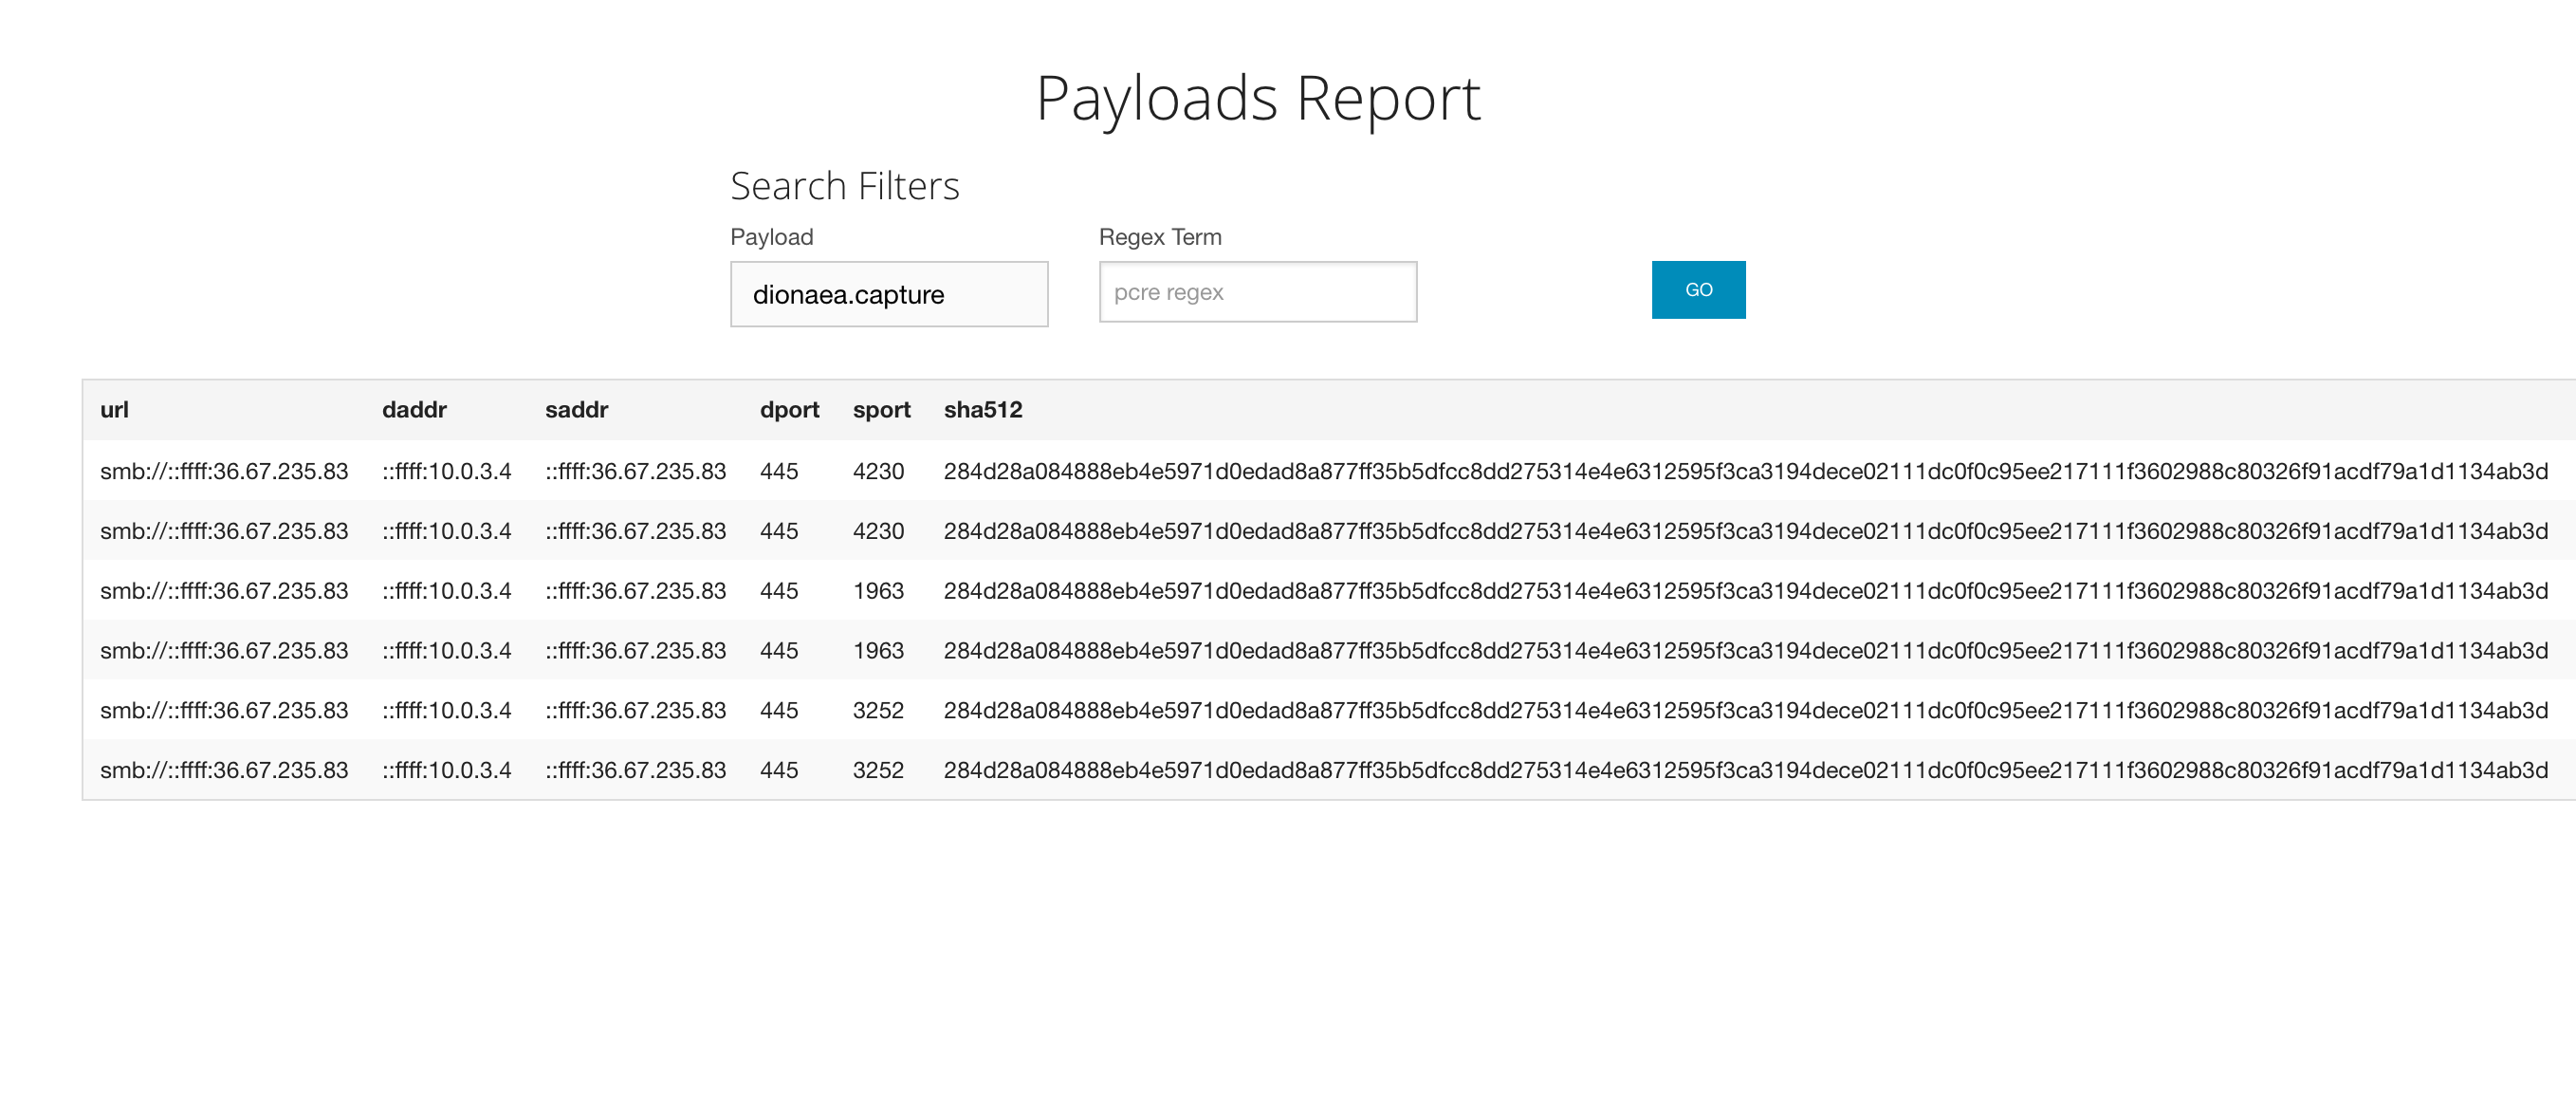 Payloads Report
Search Filters
Payload Regex Term
dionaea.capture pcre regex GO
url daddr saddr dport sport sha512
smb://::ffff:36.67.235.83 ::ffff:10.0.3.4 ::ffff:36.67.235.83 445 4230 284d28a084888eb4e5971d0edad8a877ff35b5dfcc8dd275314e4e6312595f3ca3194dece02111dc0f0c95ee217111f3602988c80326f91acdf79a1d1134ab3d
smb://::ffff:36.67.235.83 ::ffff:10.0.3.4 ::ffff:36.67.235.83 445 4230 284d28a084888eb4e5971d0edad8a877ff35b5dfcc8dd275314e4e6312595f3ca3194dece02111dc0f0c95ee217111f3602988c80326f91acdf79a1d1134ab3d
smb://::ffff:36.67.235.83 ::ffff:10.0.3.4 ::ffff:36.67.235.83 445 1963 284d28a084888eb4e5971d0edad8a877ff35b5dfcc8dd275314e4e6312595f3ca3194dece02111dc0f0c95ee217111f3602988c80326f91acdf79a1d1134ab3d
smb://::ffff:36.67.235.83 ::ffff:10.0.3.4 ::ffff:36.67.235.83 445 1963 284d28a084888eb4e5971d0edad8a877ff35b5dfcc8dd275314e4e6312595f3ca3194dece02111dc0f0c95ee217111f3602988c80326f91acdf79a1d1134ab3d
smb://::ffff:36.67.235.83 ::ffff:10.0.3.4 ::ffff:36.67.235.83 445 3252 284d28a084888eb4e5971d0edad8a877ff35b5dfcc8dd275314e4e6312595f3ca3194dece02111dc0f0c95ee217111f3602988c80326f91acdf79a1d1134ab3d
smb://::ffff:36.67.235.83 ::ffff:10.0.3.4 ::ffff:36.67.235.83 445 3252 284d28a084888eb4e5971d0edad8a877ff35b5dfcc8dd275314e4e6312595f3ca3194dece02111dc0f0c95ee217111f3602988c80326f91acdf79a1d1134ab3d